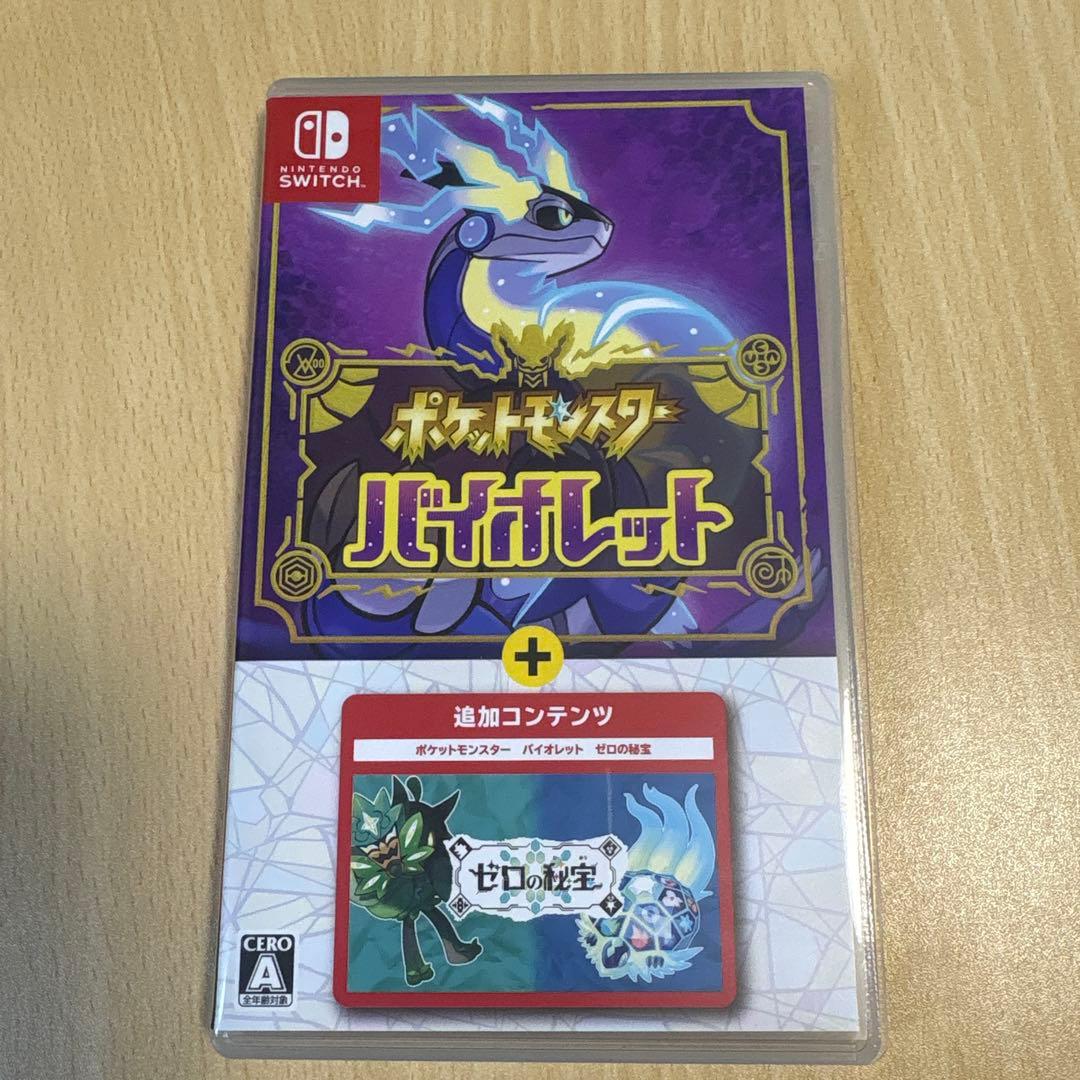 NINTENDO
SWITCH™
ポケットモンスター
バイオレット
+
追加コンテンツ
ポケットモンスター バイオレット ゼロの秘宝
ゼロの秘宝
CERO
A
全年齢対象